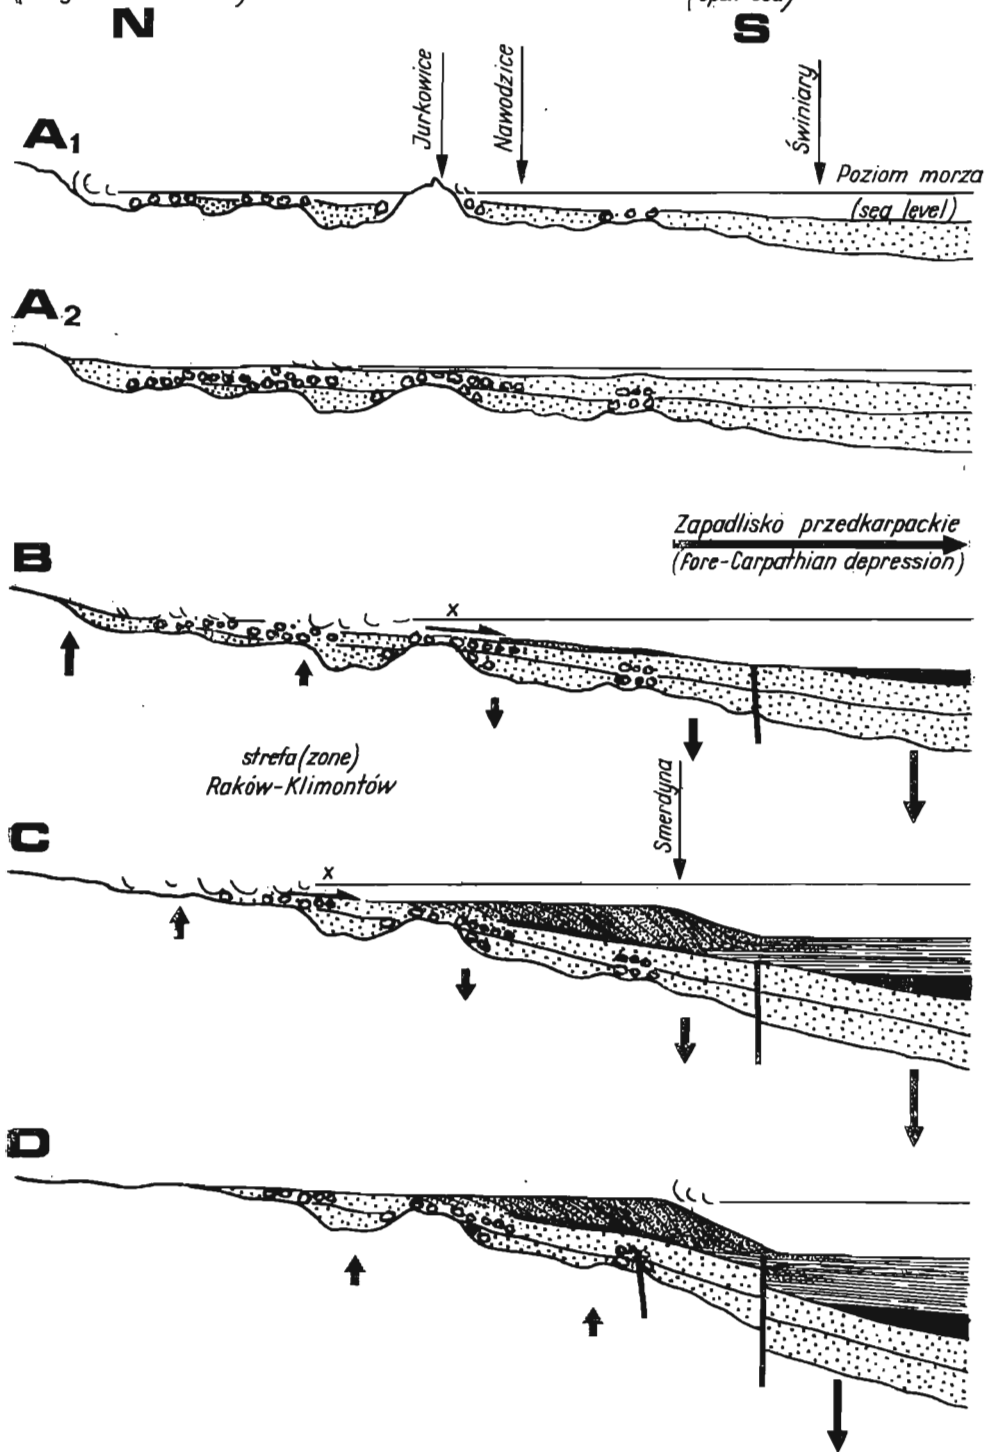 N
S
Jurkowice
Nawodzice
Świniary
A1
Poziom morza
(sea level)
A2
Zapadlisko przedkarpackie
(Fore-Carpathian depression)
B
x
strefa (zone)
Raków-Klimontów
Smerdyna
C
x
D